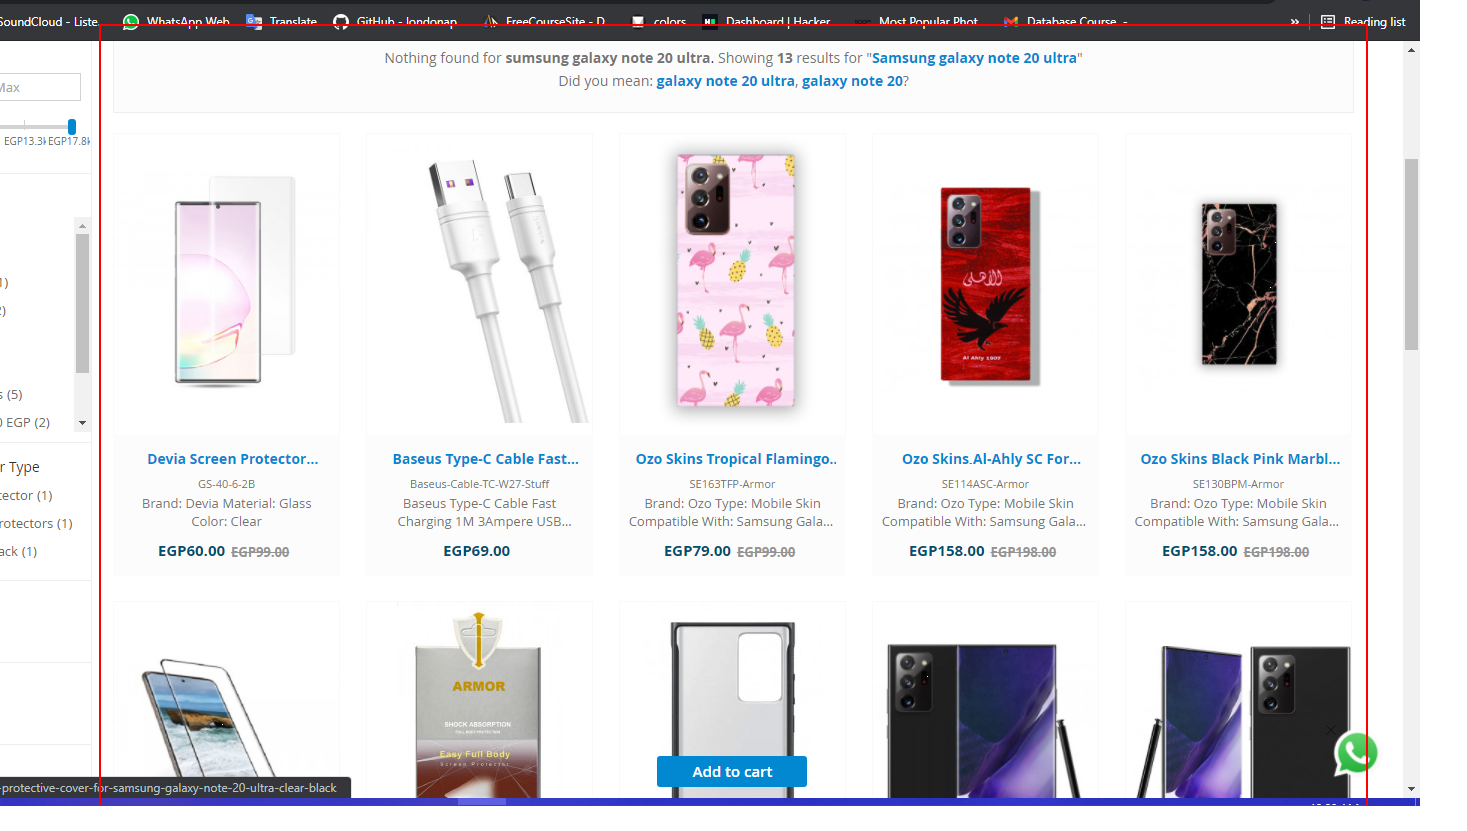 SoundCloud - Liste.
WhatsApp Web
Translate
GitHub - londonap
FreeCourseSite - D
colors
Dashboard | Hacker
Most Popular Phot
Database Course -
»
Reading list
Nothing found for sumsung galaxy note 20 ultra. Showing 13 results for "Samsung galaxy note 20 ultra"
Did you mean: galaxy note 20 ultra, galaxy note 20?
Max
EGP13.3k
EGP17.8k
s (5)
0 EGP (2)
r Type
tector (1)
rotectors (1)
ack (1)
الأهلى
Al Ahly 1907
Devia Screen Protector...
GS-40-6-2B
Brand: Devia Material: Glass
Color: Clear
EGP60.00 EGP99.00
Baseus Type-C Cable Fast...
Baseus-Cable-TC-W27-Stuff
Baseus Type-C Cable Fast
Charging 1M 3Ampere USB...
EGP69.00
Ozo Skins Tropical Flamingo..
SE163TFP-Armor
Brand: Ozo Type: Mobile Skin
Compatible With: Samsung Gala...
EGP79.00 EGP99.00
Ozo Skins Al-Ahly SC For...
SE114ASC-Armor
Brand: Ozo Type: Mobile Skin
Compatible With: Samsung Gala...
EGP158.00 EGP198.00
Ozo Skins Black Pink Marbl...
SE130BPM-Armor
Brand: Ozo Type: Mobile Skin
Compatible With: Samsung Gala...
EGP158.00 EGP198.00
ARMOR
SHOCK ABSORPTION
FULL BODY PROTECTION
Easy Full Body
Screen Protector
Add to cart
-protective-cover-for-samsung-galaxy-note-20-ultra-clear-black